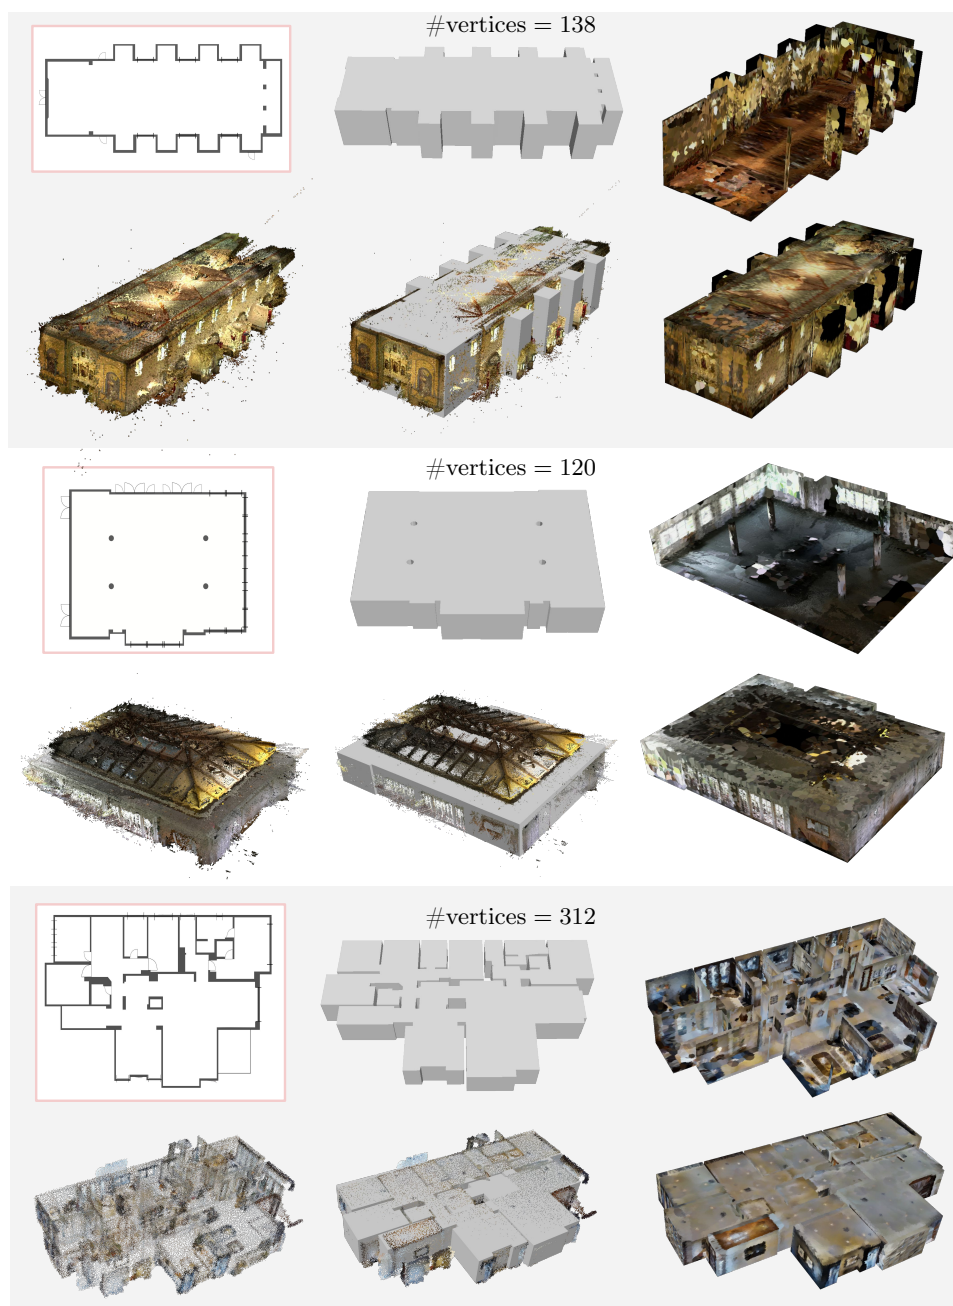 #vertices = 138
#vertices = 120
#vertices = 312